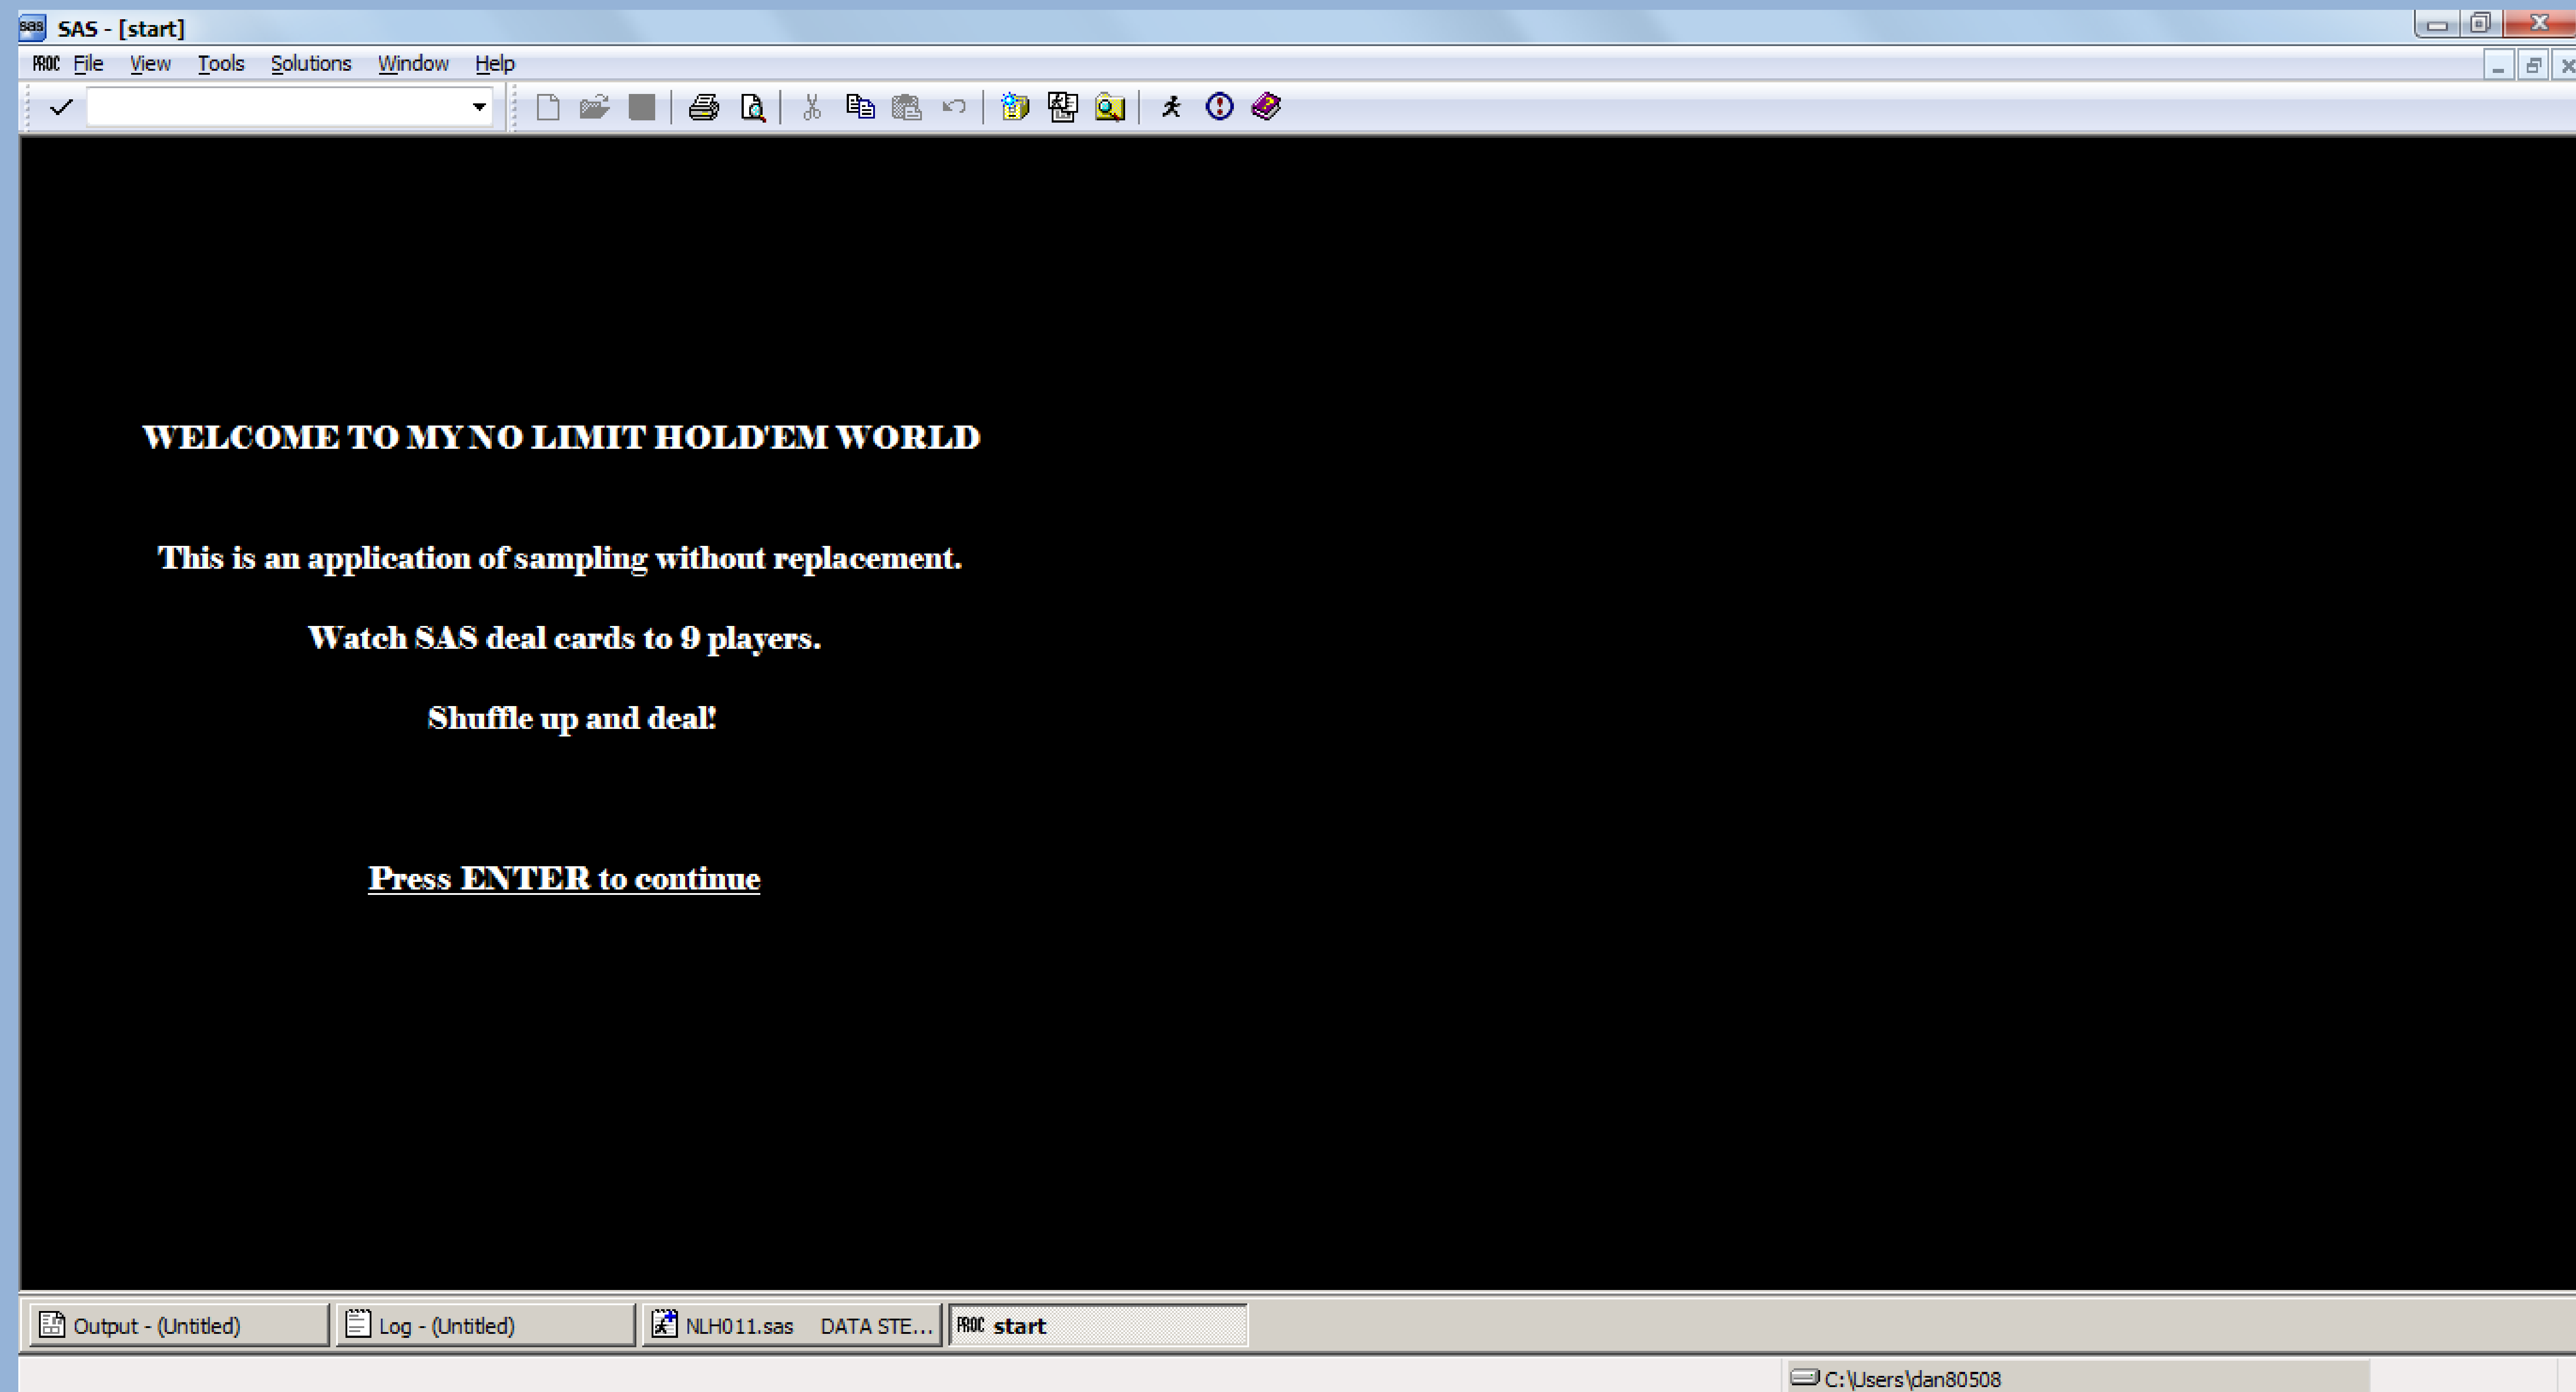 SAS - [start]
File View Tools Solutions Window Help
WELCOME TO MY NO LIMIT HOLD'EM WORLD
This is an application of sampling without replacement.
Watch SAS deal cards to 9 players.
Shuffle up and deal!
Press ENTER to continue
Output - (Untitled) Log - (Untitled) NLH011.sas DATA STE... PROC start
C:\Users\dan80508